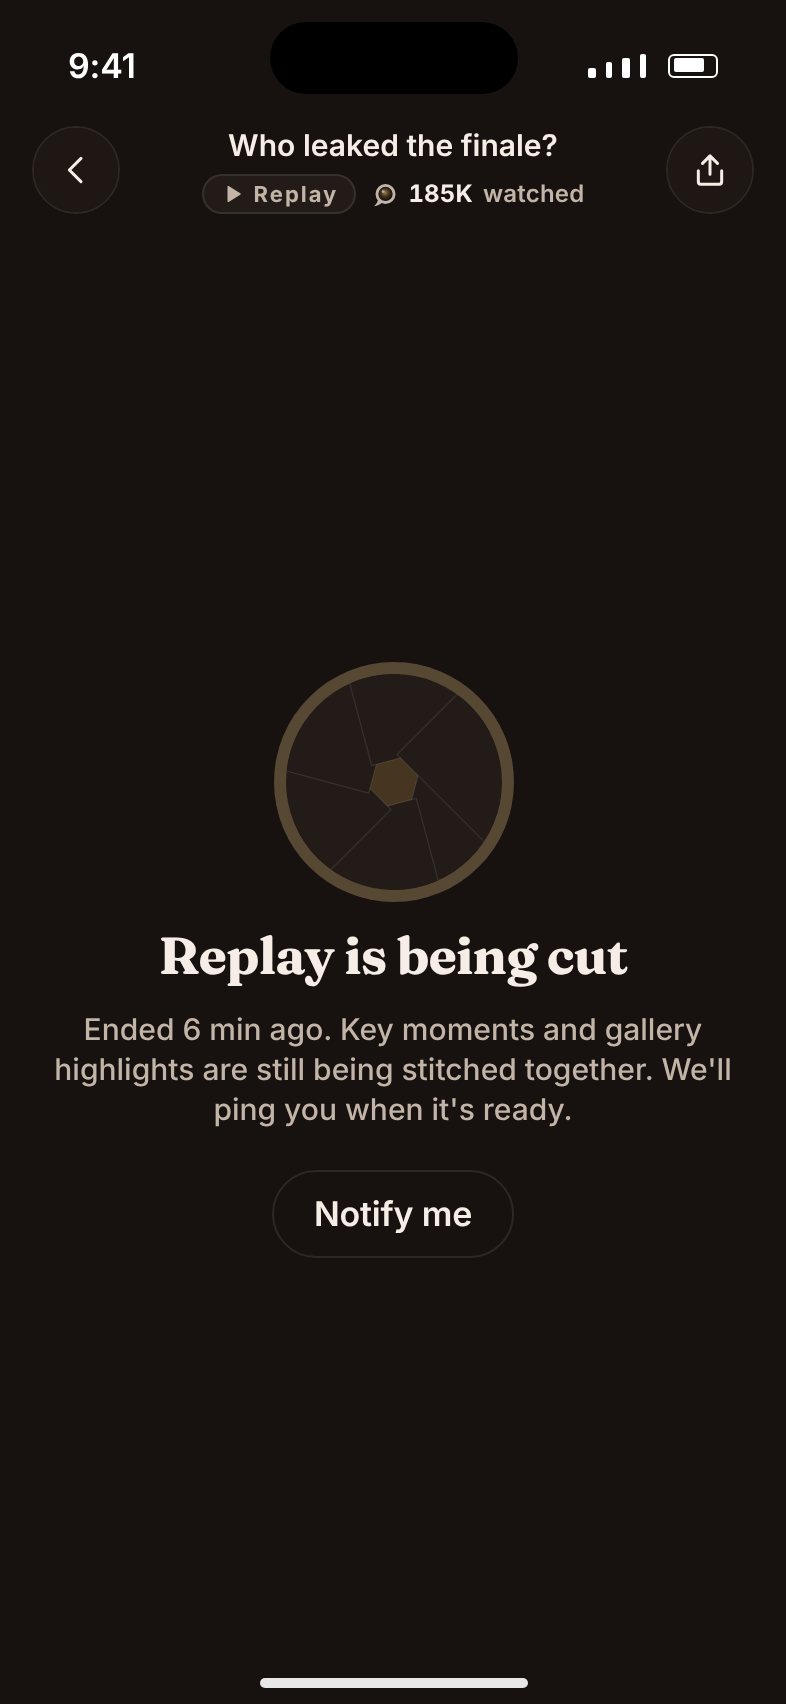 9:41
Who leaked the finale?
Replay 185K watched
Replay is being cut
Ended 6 min ago. Key moments and gallery
highlights are still being stitched together. We'll
ping you when it's ready.
Notify me